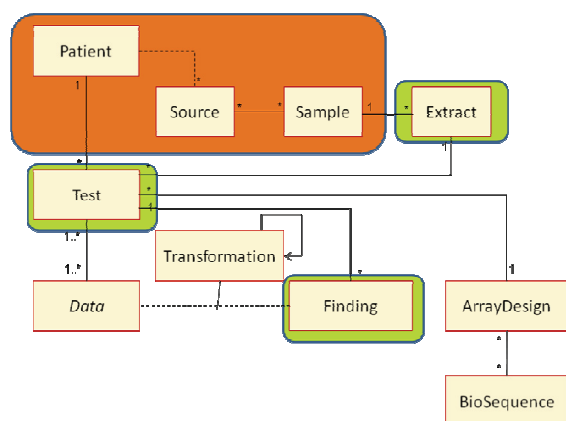 Patient
1
*
Source
*
*
Sample
1
*
Extract
1
*
*
Test
*
1
1..*
Transformation
1..*
*
1
Data
Finding
ArrayDesign
*
*
BioSequence